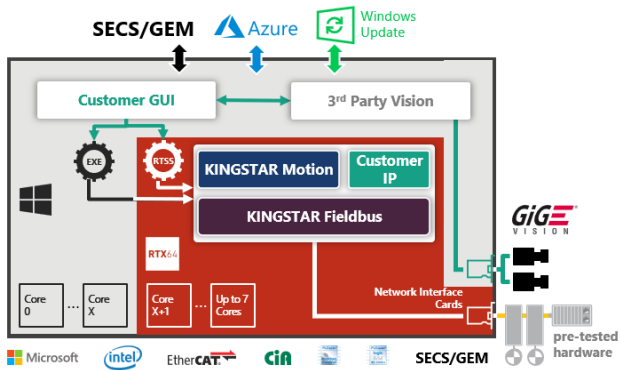 SECS/GEM
Azure
Windows
Update
Customer GUI
3rd Party Vision
EXE
RTSS
KINGSTAR Motion
Customer
IP
KINGSTAR Fieldbus
RTX64
GiGE
VISION
Core
0
...
Core
X
Core
X+1
...
Up to 7
Cores
Network Interface
Cards
pre-tested
hardware
Microsoft
intel
EtherCAT
CiA
SECS/GEM